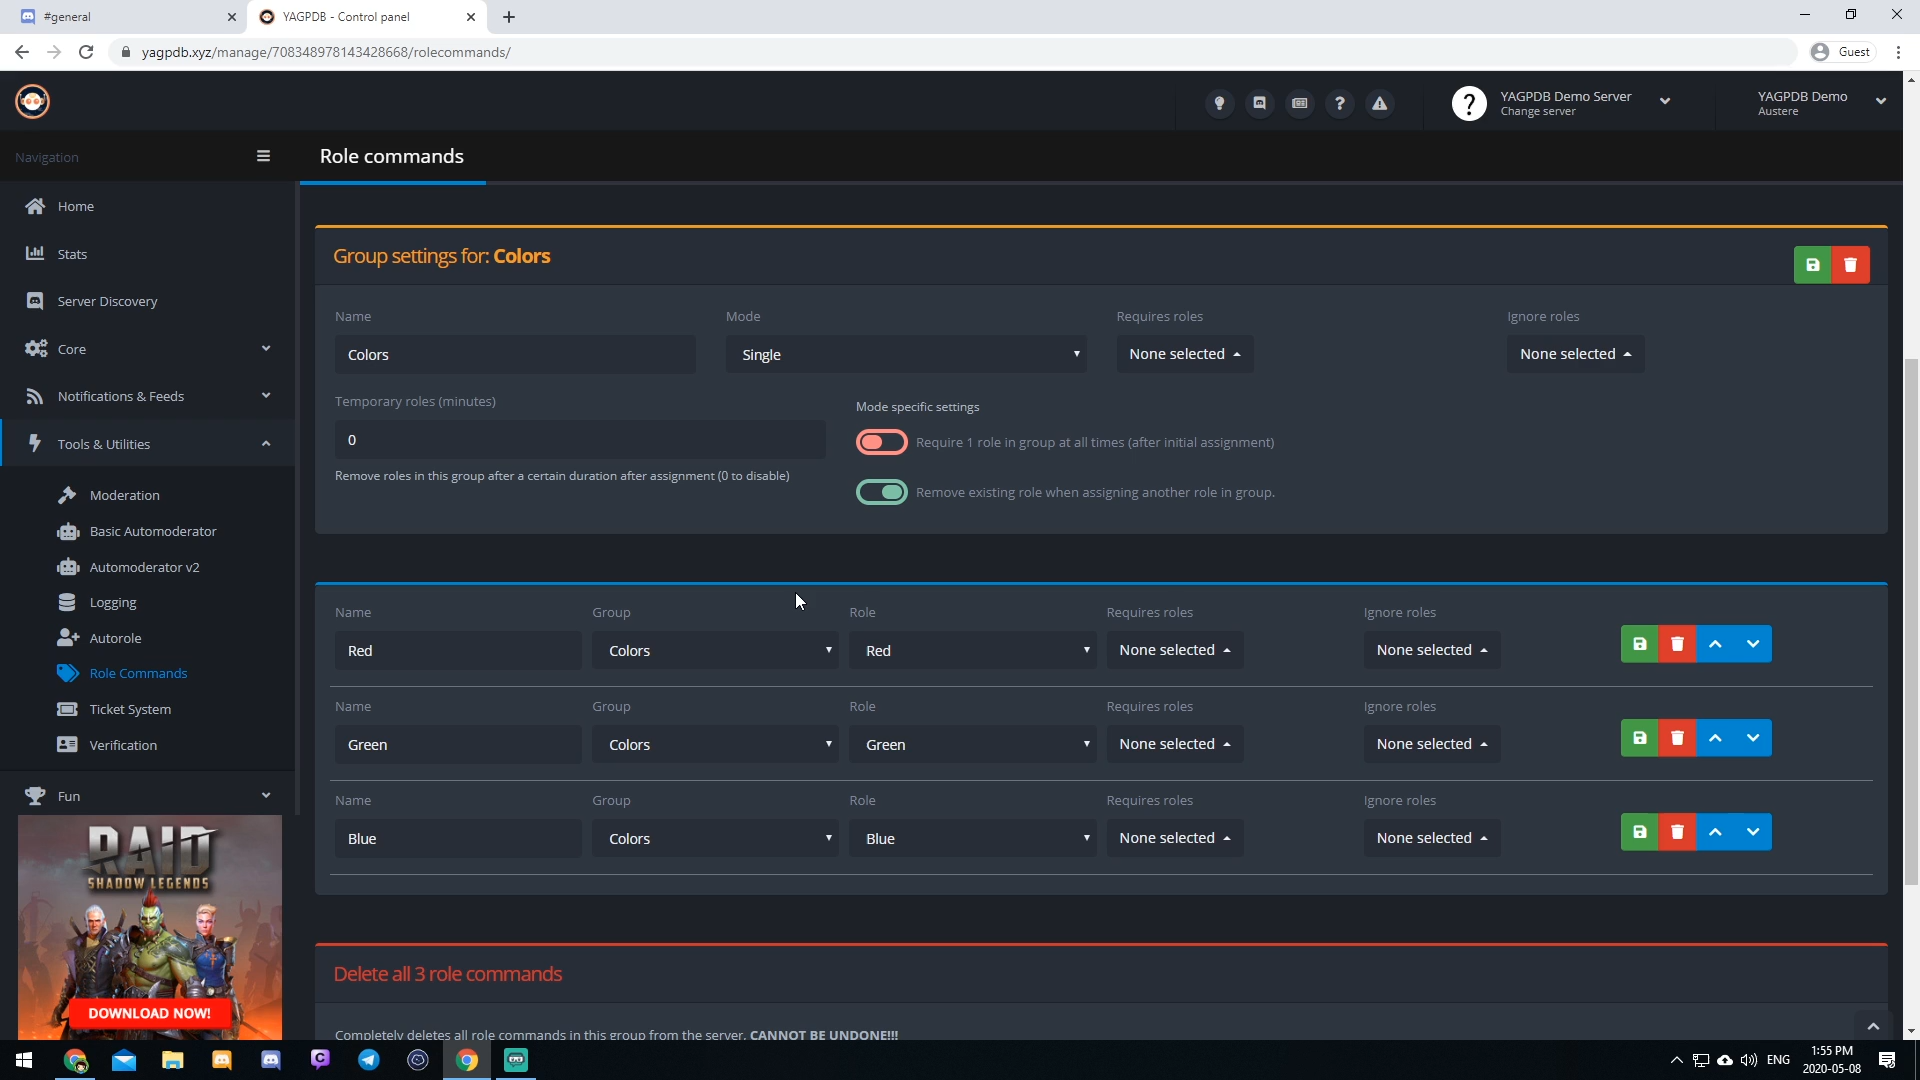 #general
YAGPDB - Control panel
yagpdb.xyz/manage/708348978143428668/rolecommands/
Guest
YAGPDB Demo Server
Change server
YAGPDB Demo
Austere
Navigation
Role commands
Home
Stats
Server Discovery
Core
Notifications & Feeds
Tools & Utilities
Moderation
Basic Automoderator
Automoderator v2
Logging
Autorole
Role Commands
Ticket System
Verification
Fun
RAID
SHADOW LEGENDS
DOWNLOAD NOW!
Group settings for: Colors
Name Mode Requires roles Ignore roles
Colors Single None selected None selected
Temporary roles (minutes)
0
Remove roles in this group after a certain duration after assignment (0 to disable)
Mode specific settings
Require 1 role in group at all times (after initial assignment)
Remove existing role when assigning another role in group.
Name Group Role Requires roles Ignore roles
Red Colors Red None selected None selected
Name Group Role Requires roles Ignore roles
Green Colors Green None selected None selected
Name Group Role Requires roles Ignore roles
Blue Colors Blue None selected None selected
Delete all 3 role commands
Completely deletes all role commands in this group from the server. CANNOT BE UNDONE!!!
ENG
1:55 PM
2020-05-08